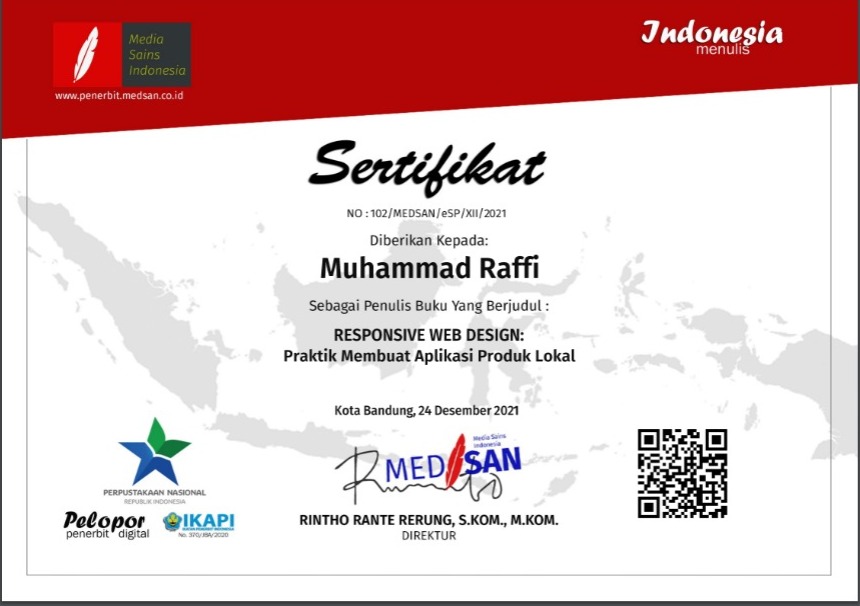 Media
Sains
Indonesia
www.penerbit.medsan.co.id
Indonesia
menulis
Sertifikat
NO : 102/MEDSAN/eSP/XII/2021
Diberikan Kepada:
Muhammad Raffi
Sebagai Penulis Buku Yang Berjudul :
RESPONSIVE WEB DESIGN:
Praktik Membuat Aplikasi Produk Lokal
Kota Bandung, 24 Desember 2021
Media Sains
Indonesia
MEDSAN
RINTHO RANTE RERUNG, S.KOM., M.KOM.
DIREKTUR
PERPUSTAKAAN NASIONAL
REPUBLIK INDONESIA
Pelopor
penerbit digital
IKAPI
IKATAN PENERBIT INDONESIA
No. 370/JBA/2020